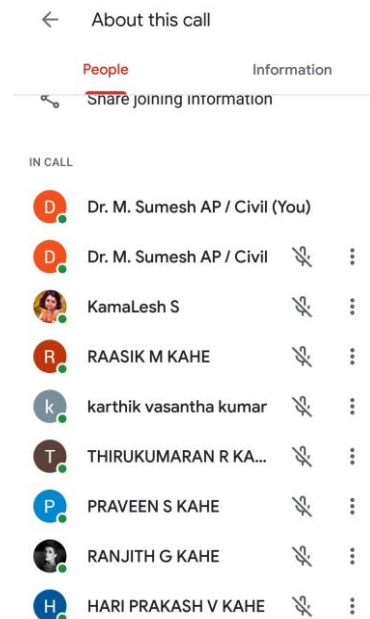 About this call
People
Information
Share joining information
IN CALL
D Dr. M. Sumesh AP / Civil (You)
D Dr. M. Sumesh AP / Civil
KamaLesh S
R RAASIK M KAHE
k karthik vasantha kumar
T THIRUKUMARAN R KA...
P PRAVEEN S KAHE
RANJITH G KAHE
H HARI PRAKASH V KAHE